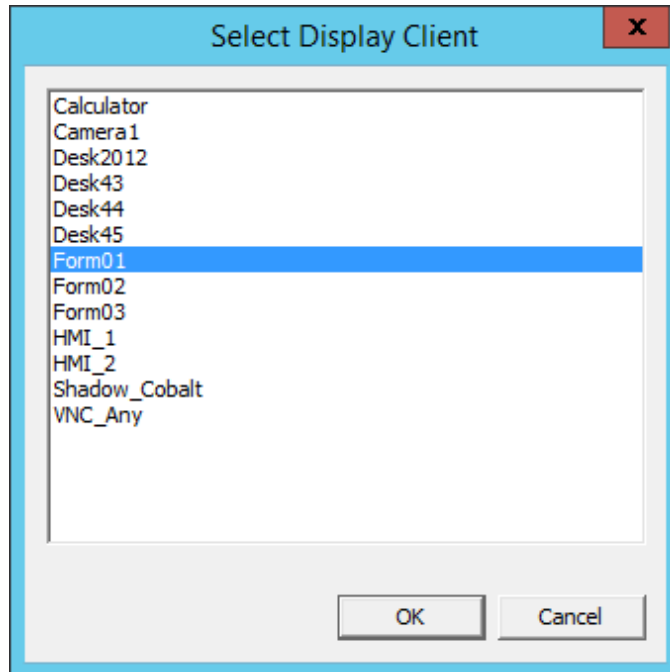 Select Display Client
x
Calculator
Camera1
Desk2012
Desk43
Desk44
Desk45
Form01
Form02
Form03
HMI_1
HMI_2
Shadow_Cobalt
VNC_Any
OK
Cancel